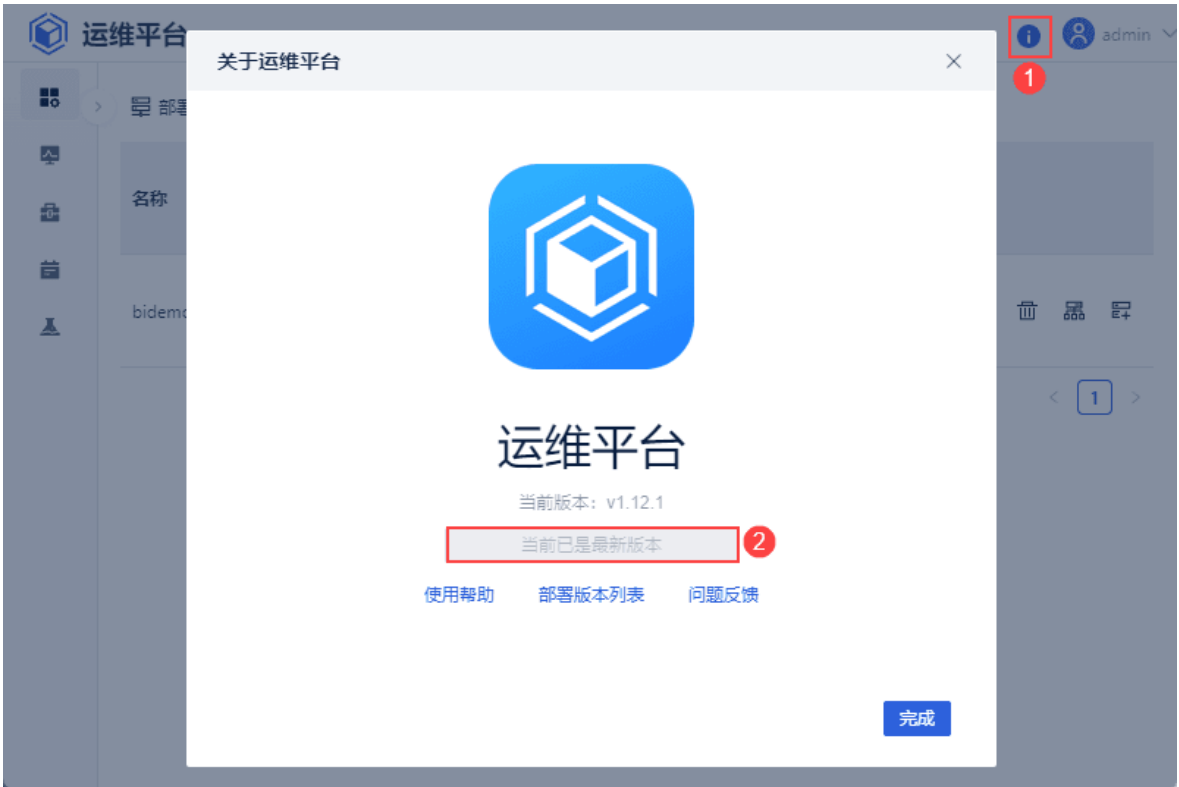 运维平台
admin
1
关于运维平台
部署
名称
bidemo
1
运维平台
当前版本：v1.12.1
当前已是最新版本
2
使用帮助 部署版本列表 问题反馈
完成